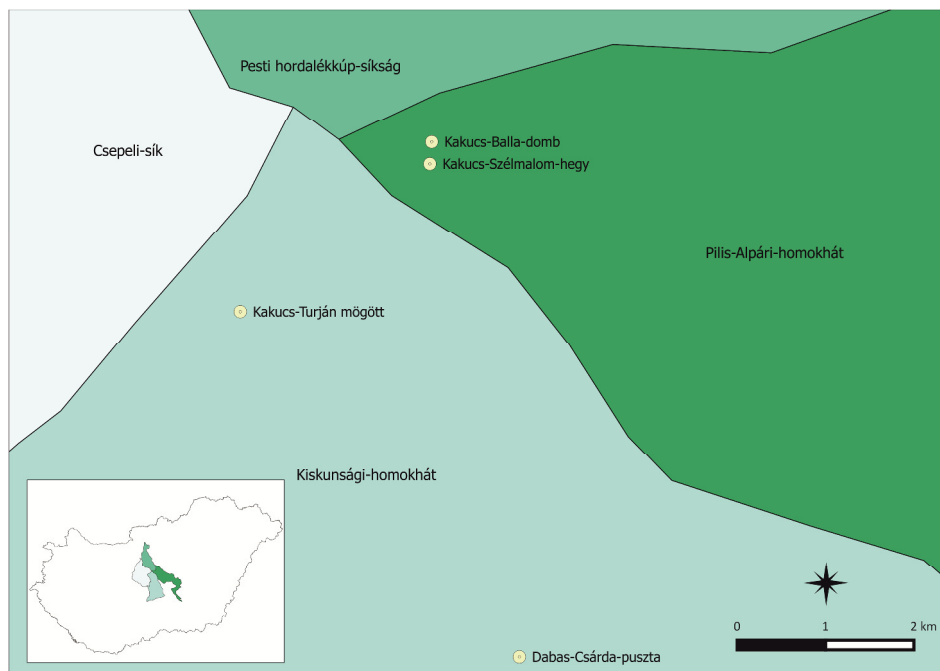 Pesti hordalékkúp-síkság
Csepeli-sík
Kakucs-Balla-domb
Kakucs-Szélmalom-hegy
Pilis-Alpári-homokhát
Kakucs-Turján mögött
Kiskunsági-homokhát
0 1 2 km
Dabas-Csárda-puszta